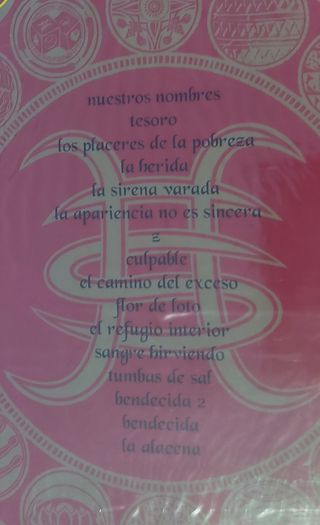 nuestros nombres
tesoro
los placeres de la pobreza
la herida
la sirena varada
la apariencia no es sincera
z
culpable
el camino del exceso
flor de loto
el refugio interior
sangre hirviendo
tumbas de sal
bendecida 2
bendecida
la alacena